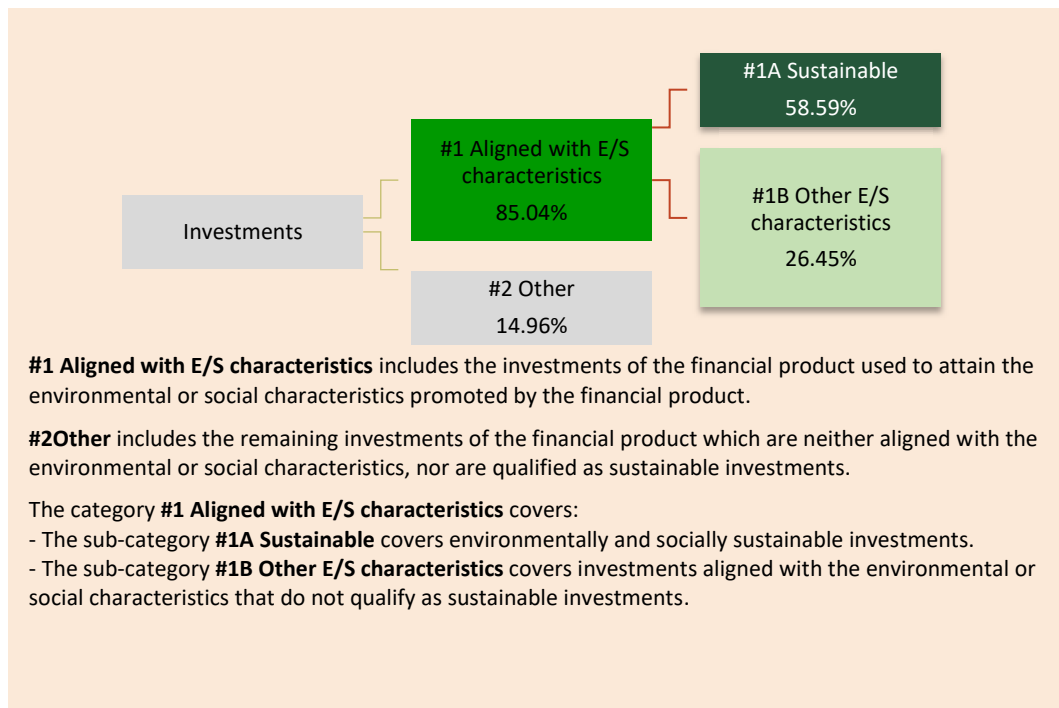 #1A Sustainable
58.59%
#1 Aligned with E/S
characteristics
85.04%
Investments
#1B Other E/S
characteristics
26.45%
#2 Other
14.96%
#1 Aligned with E/S characteristics includes the investments of the financial product used to attain the
environmental or social characteristics promoted by the financial product.
#2Other includes the remaining investments of the financial product which are neither aligned with the
environmental or social characteristics, nor are qualified as sustainable investments.
The category #1 Aligned with E/S characteristics covers:
- The sub-category #1A Sustainable covers environmentally and socially sustainable investments.
- The sub-category #1B Other E/S characteristics covers investments aligned with the environmental or
social characteristics that do not qualify as sustainable investments.